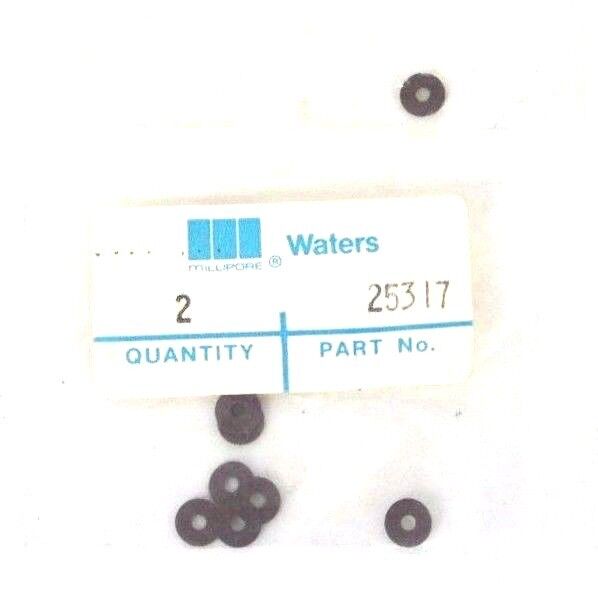 Waters
MILLIPORE ®
2 25317
QUANTITY PART No.